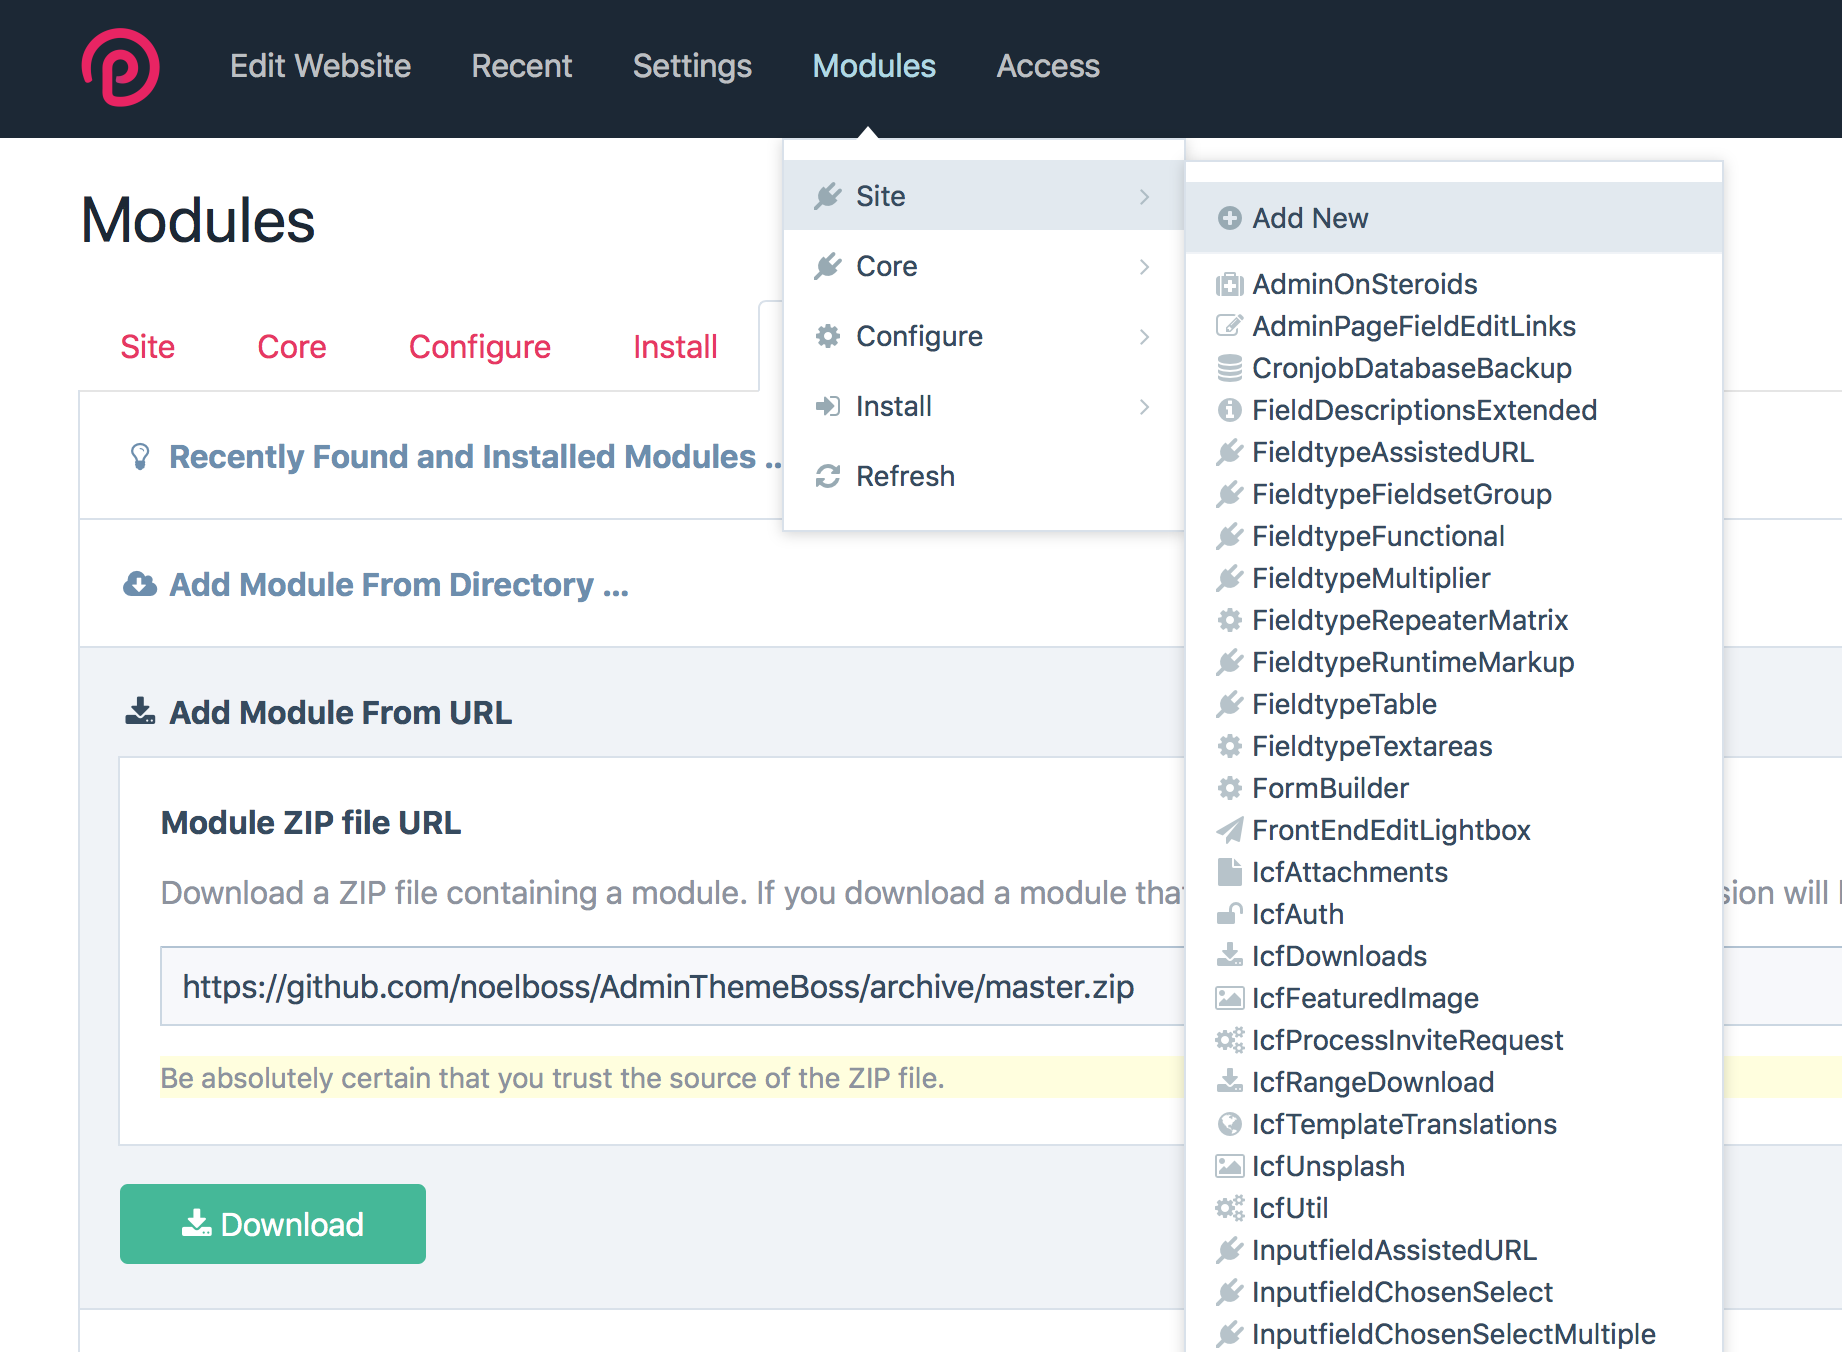 Edit Website
Recent
Settings
Modules
Access
Modules
Site
Core
Configure
Install
Recently Found and Installed Modules ..
Add Module From Directory ...
Add Module From URL
Module ZIP file URL
Download a ZIP file containing a module. If you download a module tha
sion will
https://github.com/noelboss/AdminThemeBoss/archive/master.zip
Be absolutely certain that you trust the source of the ZIP file.
Download
Site
Core
Configure
Install
Refresh
Add New
AdminOnSteroids
AdminPageFieldEditLinks
CronjobDatabaseBackup
FieldDescriptionsExtended
FieldtypeAssistedURL
FieldtypeFieldsetGroup
FieldtypeFunctional
FieldtypeMultiplier
FieldtypeRepeaterMatrix
FieldtypeRuntimeMarkup
FieldtypeTable
FieldtypeTextareas
FormBuilder
FrontEndEditLightbox
IcfAttachments
IcfAuth
IcfDownloads
IcfFeaturedImage
IcfProcessInviteRequest
IcfRangeDownload
IcfTemplateTranslations
IcfUnsplash
IcfUtil
InputfieldAssistedURL
InputfieldChosenSelect
InputfieldChosenSelectMultiple